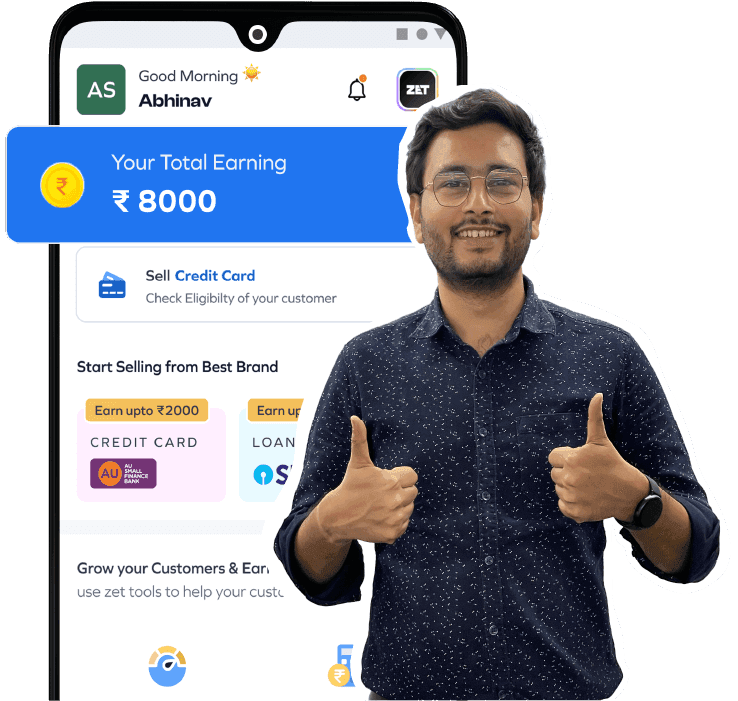 AS
Good Morning
Abhinav
ZET
Your Total Earning
₹ 8000
Sell Credit Card
Check Eligibilty of your customer
Start Selling from Best Brand
Earn upto ₹2000
Earn up
CREDIT CARD
LOAN
AU
AU
SMALL
FINANCE
BANK
S
Grow your Customers & Earn
use zet tools to help your custo